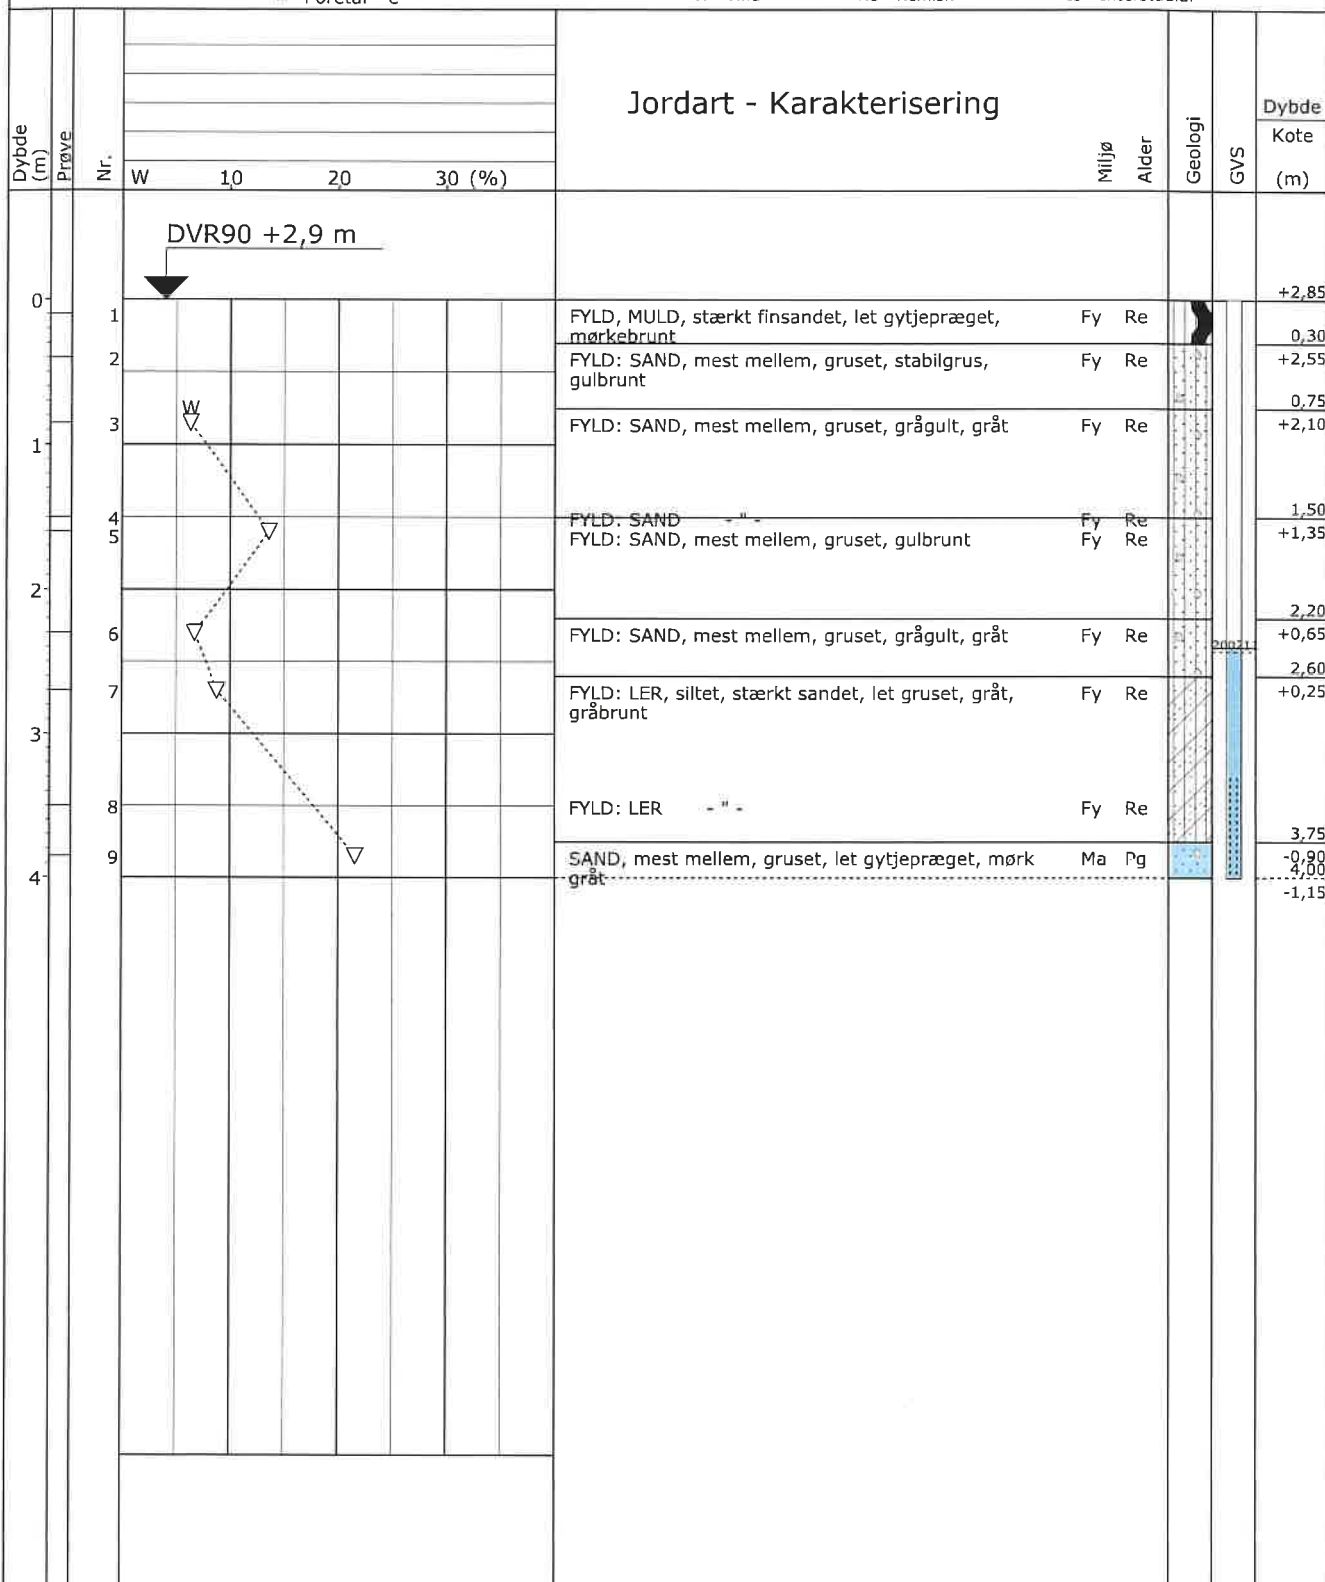 Jordart - Karakterisering
Dybde (m)
Prøve
Nr.
W 10 20 30 (%)
Miljø
Alder
Geologi
GVS
Dybde
Kote
(m)
DVR90 +2,9 m
0
+2,85
1 FYLD, MULD, stærkt finsandet, let gytjepræget, Fy Re
mørkebrunt
0,30
2 FYLD: SAND, mest mellem, gruset, stabilgrus, Fy Re +2,55
gulbrunt
0,75
W
3 FYLD: SAND, mest mellem, gruset, grågult, gråt Fy Re +2,10
1
1,50
4 FYLD: SAND - " - Fy Re
5 FYLD: SAND, mest mellem, gruset, gulbrunt Fy Re +1,35
2
2,20
6 FYLD: SAND, mest mellem, gruset, grågult, gråt Fy Re +0,65
2,60
7 FYLD: LER, siltet, stærkt sandet, let gruset, gråt, Fy Re +0,25
gråbrunt
3
8 FYLD: LER - " - Fy Re
3,75
9 SAND, mest mellem, gruset, let gytjepræget, mørk Ma Pg -0,90
gråt
4
4,00
-1,15